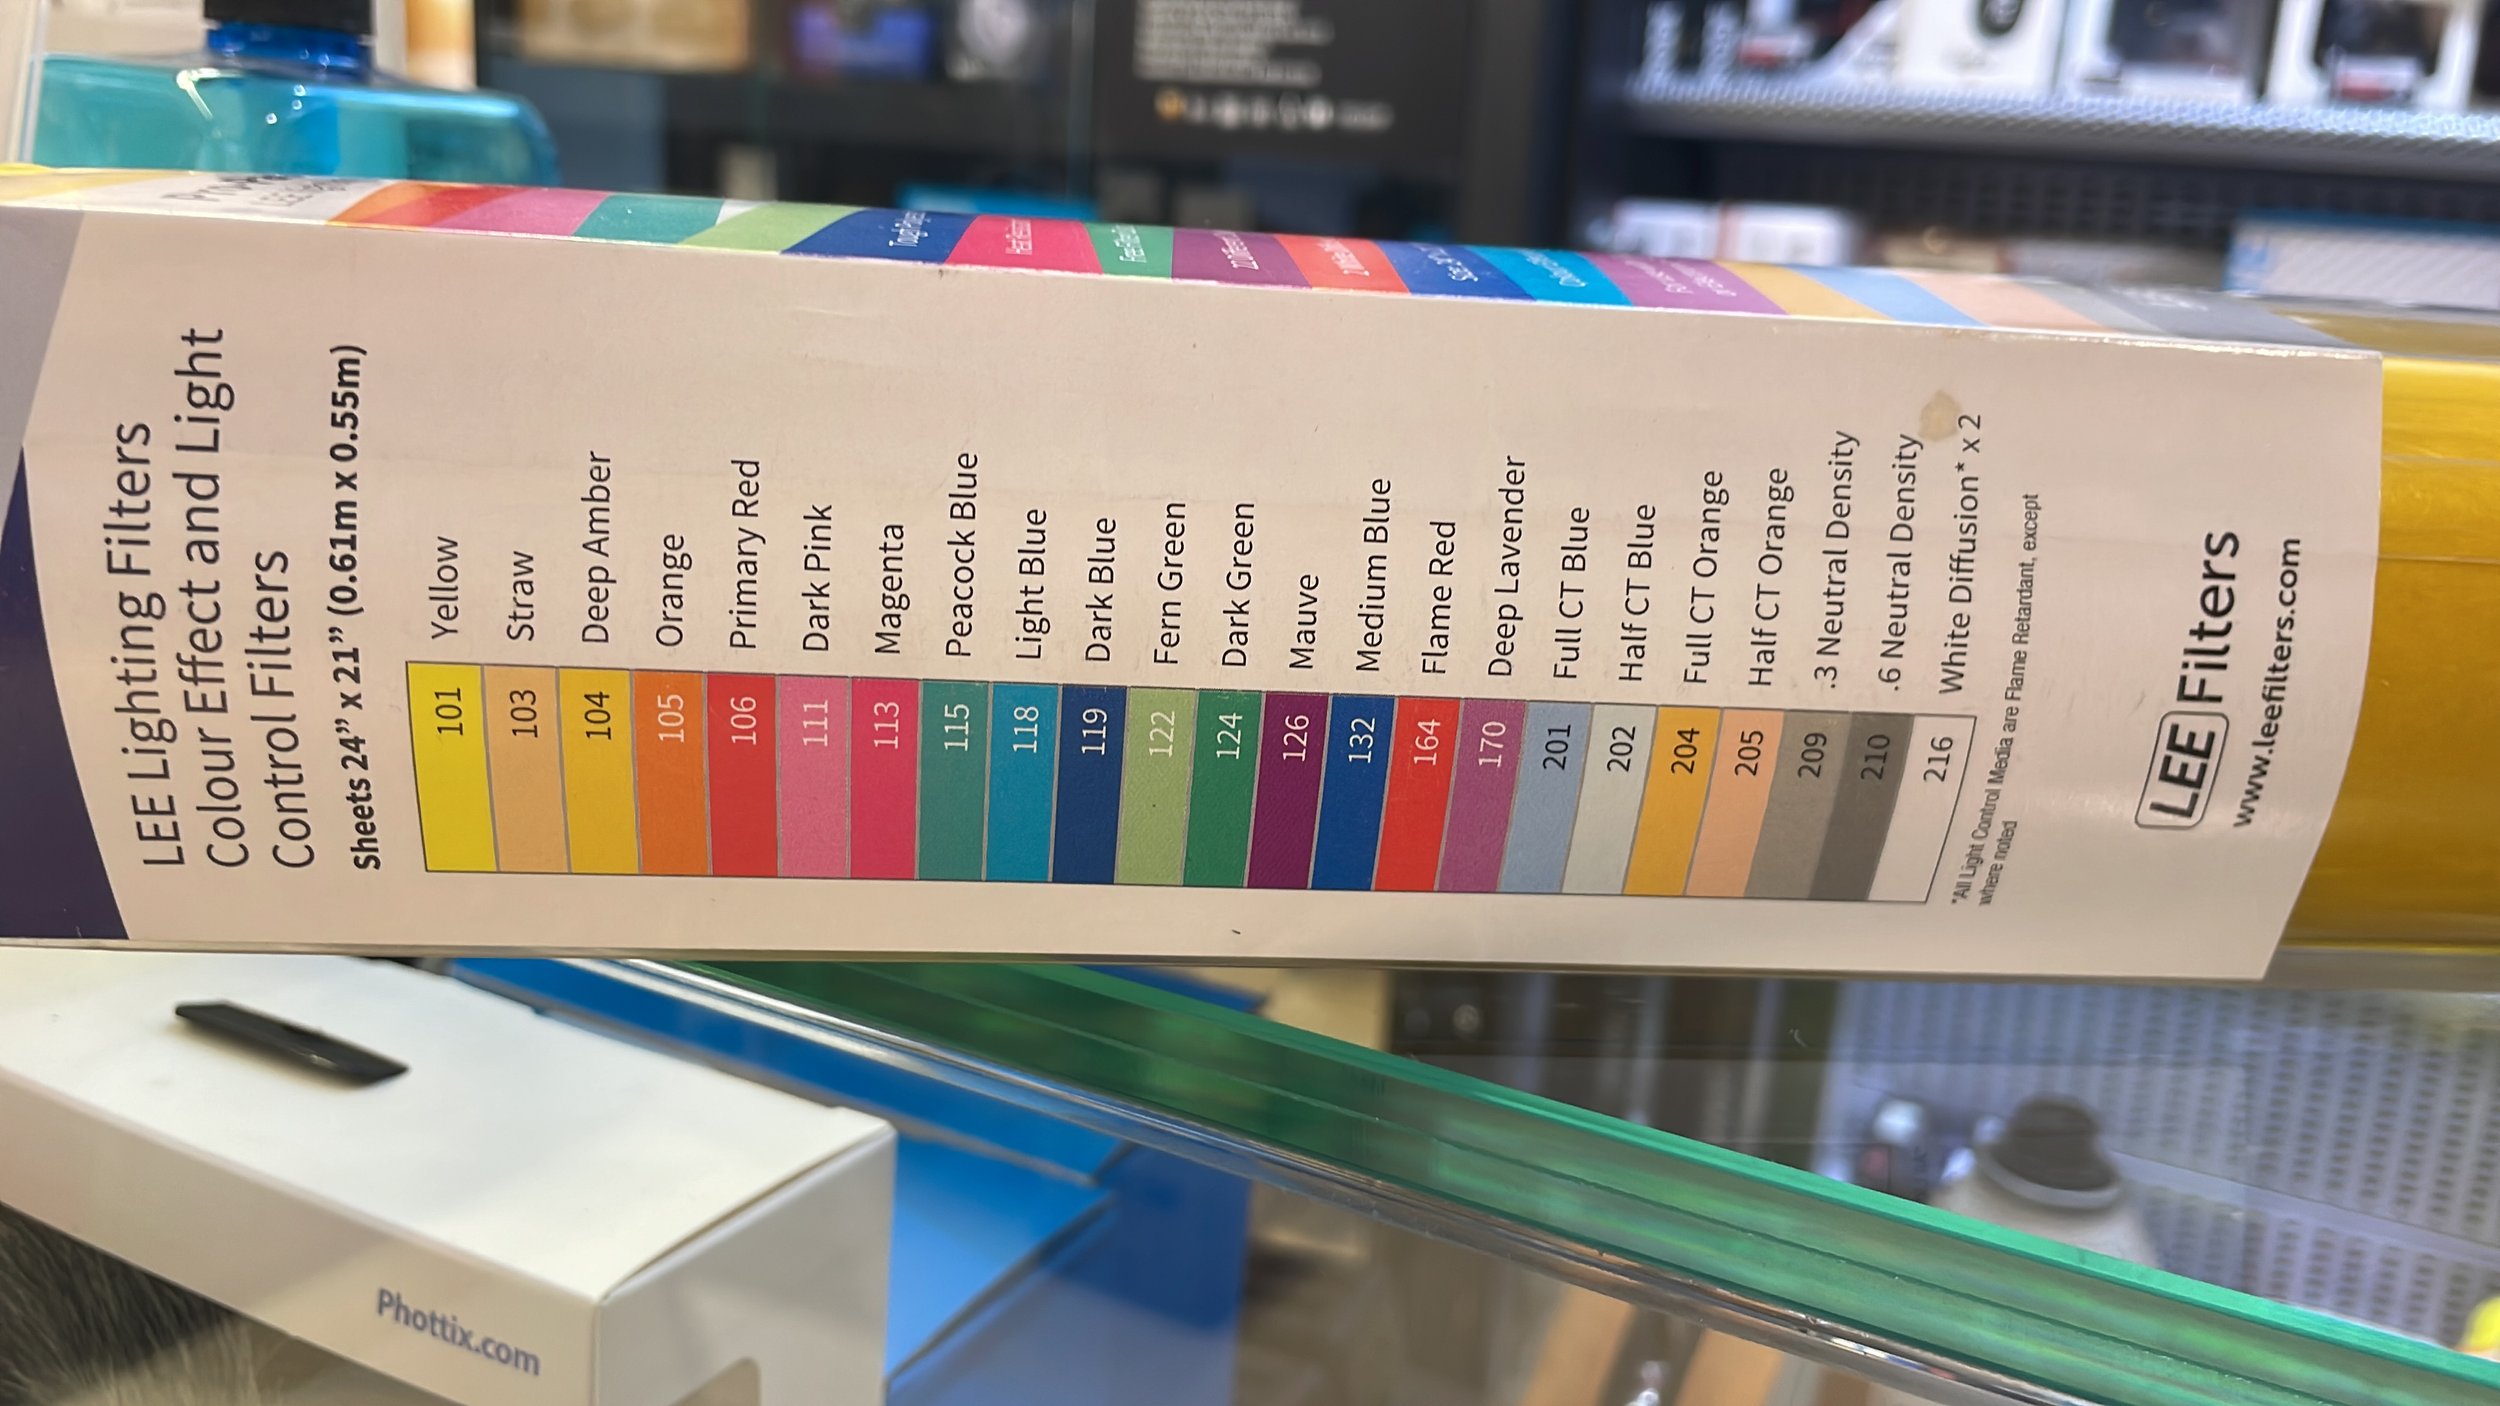 LEE Lighting Filters
Colour Effect and Light
Control Filters
Sheets 24” x 21” (0.61m x 0.55m)
101 Yellow
103 Straw
104 Deep Amber
105 Orange
106 Primary Red
111 Dark Pink
113 Magenta
115 Peacock Blue
118 Light Blue
119 Dark Blue
122 Fern Green
124 Dark Green
126 Mauve
132 Medium Blue
164 Flame Red
170 Deep Lavender
201 Full CT Blue
202 Half CT Blue
204 Full CT Orange
205 Half CT Orange
209 .3 Neutral Density
210 .6 Neutral Density
216 White Diffusion* x 2
*All Light Control Media are Flame Retardant, except
where noted
LEE Filters
www.leefilters.com
Phottix.com